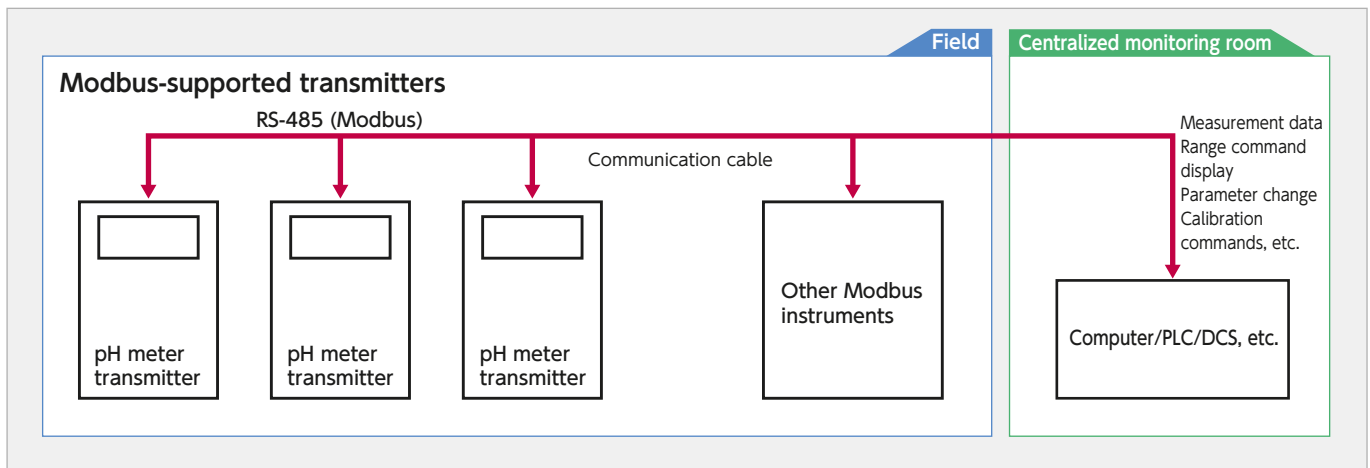 Field
Centralized monitoring room
Modbus-supported transmitters
RS-485 (Modbus)
Communication cable
Measurement data
Range command
display
Parameter change
Calibration
commands, etc.
pH meter
transmitter
pH meter
transmitter
pH meter
transmitter
Other Modbus
instruments
Computer/PLC/DCS, etc.